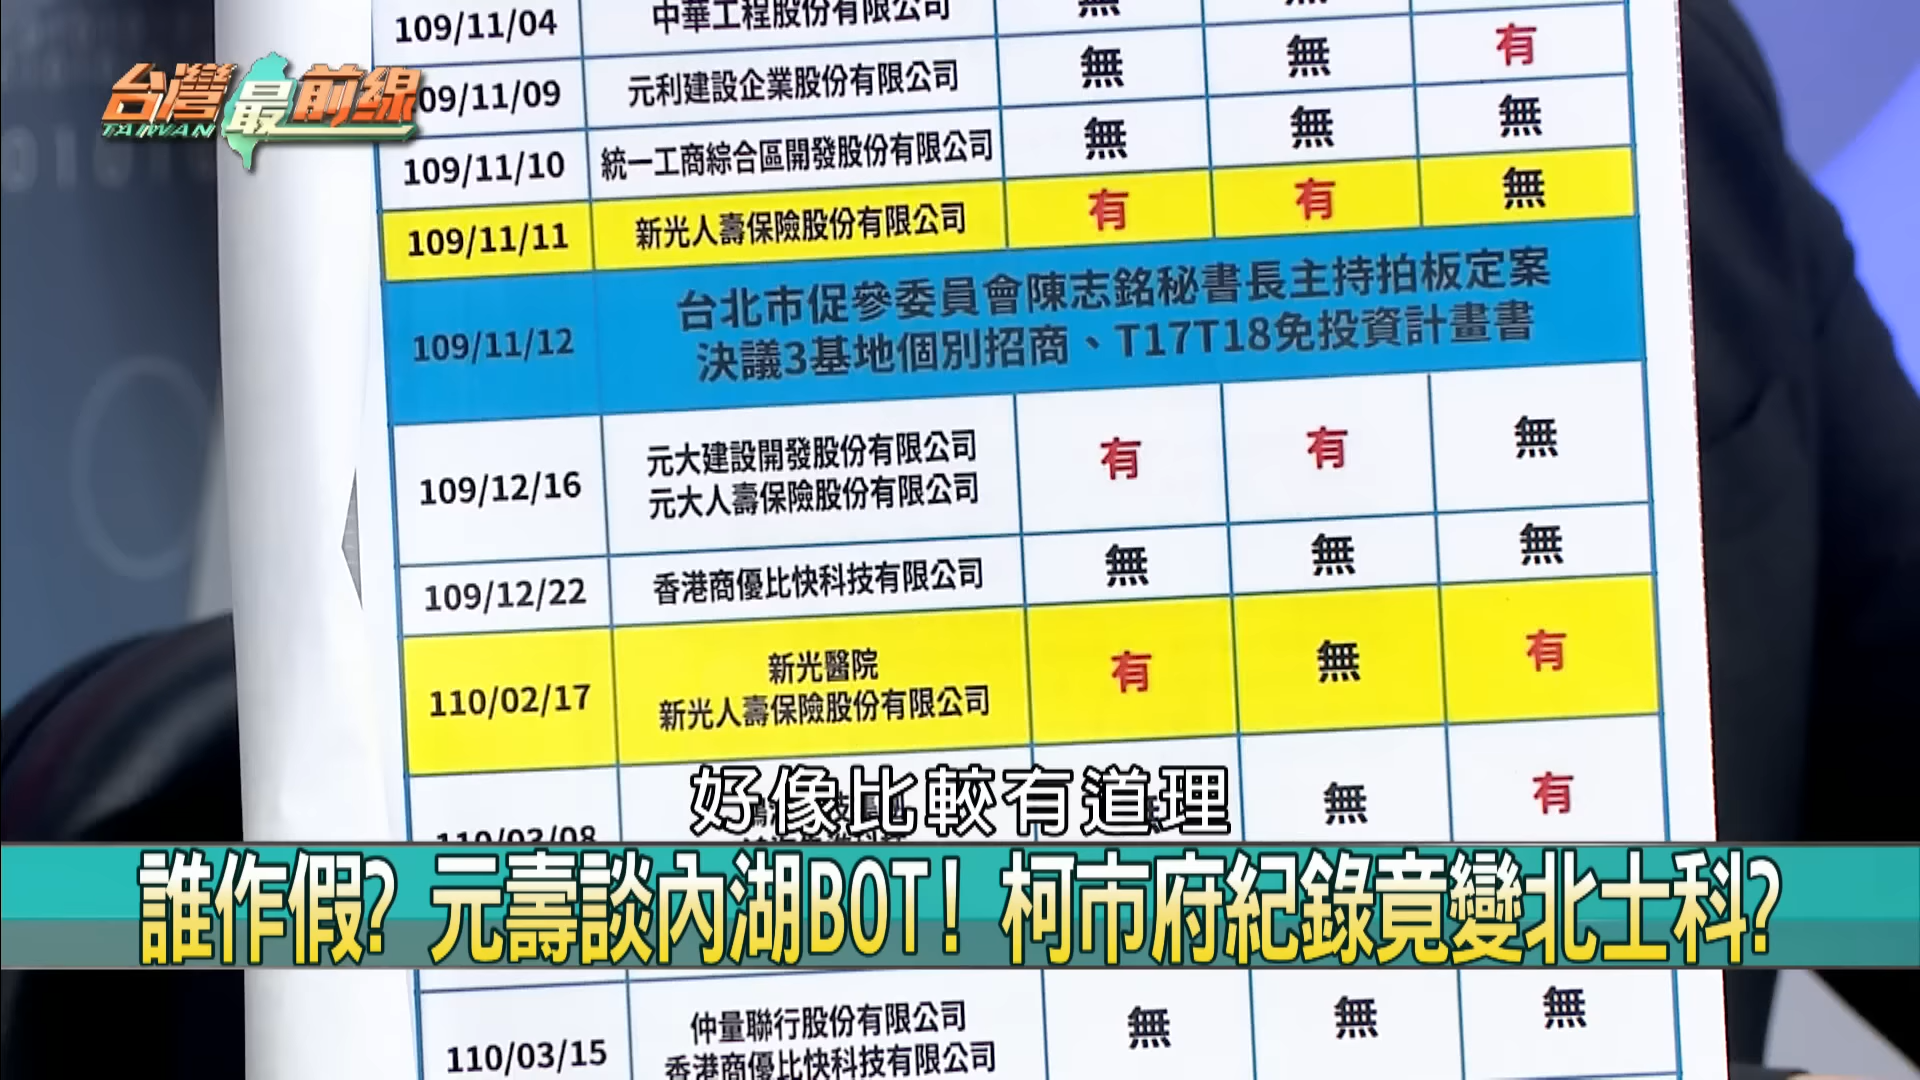 109/11/04 中華工程股份有限公司 無 無
台灣最前線
TAIWAN
09/11/09 元利建設企業股份有限公司 無 無 有
109/11/10 統一工商綜合區開發股份有限公司 無 無 無
109/11/11 新光人壽保險股份有限公司 有 有 無
109/11/12
台北市促參委員會陳志銘秘書長主持拍板定案
決議3基地個別招商、T17T18免投資計畫書
109/12/16
元大建設開發股份有限公司
元大人壽保險股份有限公司
有 有 無
109/12/22 香港商優比快科技有限公司 無 無 無
110/02/17
新光醫院
新光人壽保險股份有限公司
有 無 有
110/03/08 無 有
好像比較有道理
誰作假? 元壽談內湖BOT! 柯市府紀錄竟變北士科?
110/03/15
仲量聯行股份有限公司
香港商優比快科技有限公司
無 無 無